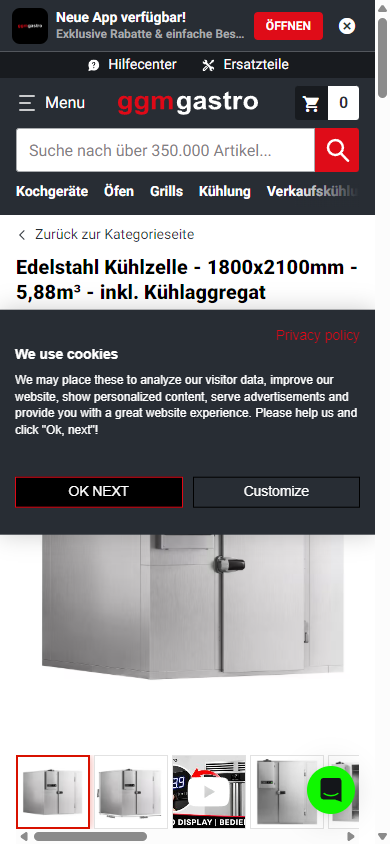 Neue App verfügbar!
Exklusive Rabatte & einfache Bes...
ÖFFNEN
Hilfecenter
Ersatzteile
Menu
ggmgastro
0
Suche nach über 350.000 Artikel...
Kochgeräte Öfen Grills Kühlung Verkaufskühlu
Zurück zur Kategorieseite
Edelstahl Kühlzelle - 1800x2100mm -
5,88m³ - inkl. Kühlaggregat
Privacy policy
We use cookies
We may place these to analyze our visitor data, improve our
website, show personalized content, serve advertisements and
provide you with a great website experience. Please help us and
click "Ok, next"!
OK NEXT
Customize
DISPLAY | BEDIE